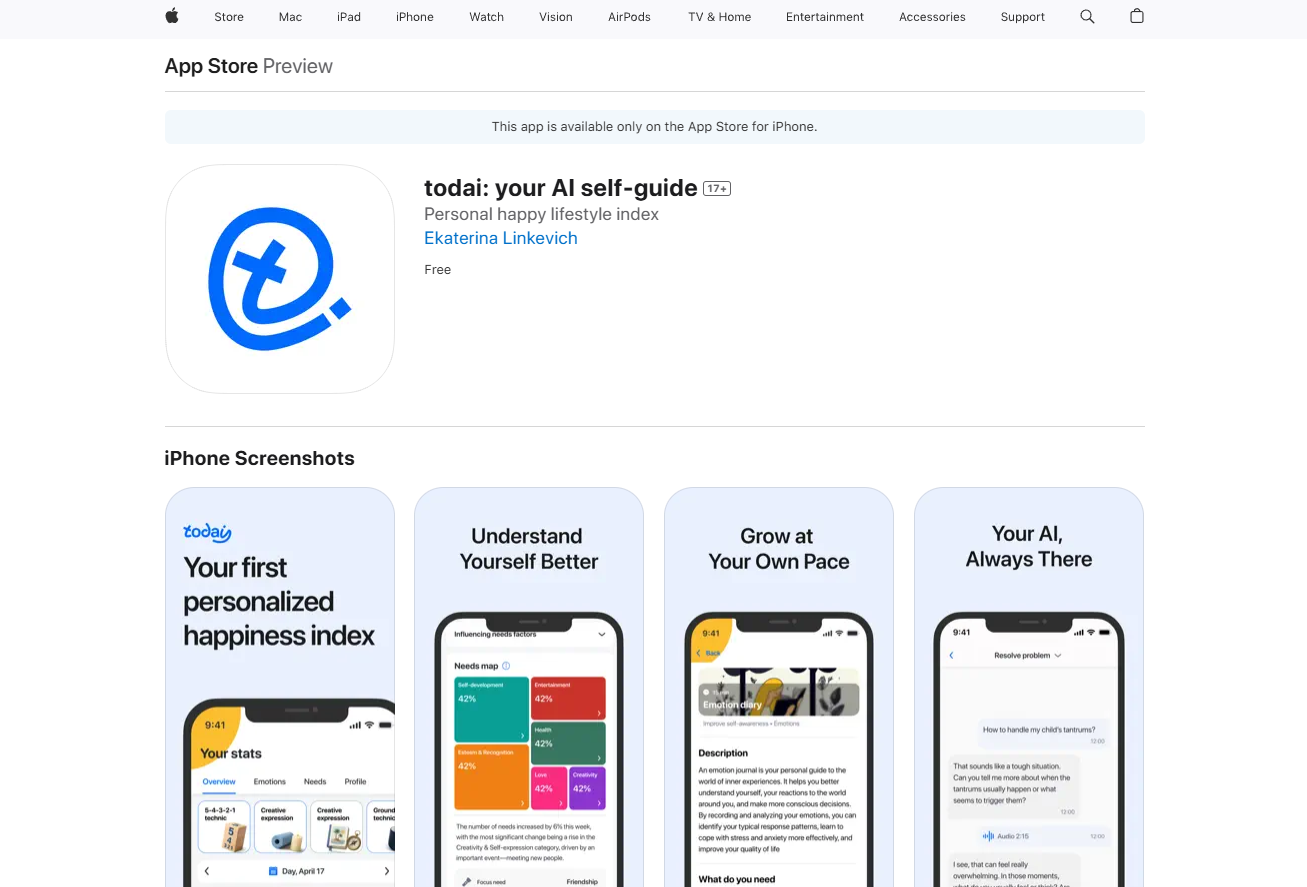 Store Mac iPad iPhone Watch Vision AirPods TV & Home Entertainment Accessories Support
App Store Preview
This app is available only on the App Store for iPhone.
todai: your AI self-guide 17+
Personal happy lifestyle index
Ekaterina Linkevich
Free
iPhone Screenshots
todai
Your first
personalized
happiness index
9:41
Your stats
Overview Emotions Needs Profile
5-4-3-2-1
technic
Creative
expression
Creative
expression
Ground
technic
Day, April 17
Understand
Yourself Better
Influencing needs factors
Needs map
Self-development
42%
Entertainment
42%
Health
42%
Esteem & Recognition
42%
Love
42%
Creativity
42%
The number of needs increased by 6% this week,
with the most significant change being a rise in the
Creativity & Self-expression category, driven by an
important event—meeting new people.
Focus need Friendship
Grow at
Your Own Pace
9:41
Back
Emotion diary
Improve self-awareness • Emotions
Description
An emotion journal is your personal guide to the
world of inner experiences. It helps you better
understand yourself, your reactions to the world
around you, and make more conscious decisions.
By recording and analyzing your emotions, you can
identify your typical response patterns, learn to
cope with stress and anxiety more effectively, and
improve your quality of life
What do you need
Your AI,
Always There
9:41
Resolve problem
How to handle my child's tantrums?
12:00
That sounds like a tough situation.
Can you tell me more about when the
tantrums usually happen or what
seems to trigger them?
12:00
Audio 2:15 12:00
I see, that can feel really
overwhelming. In those moments,
what do you usually feel or think? Am